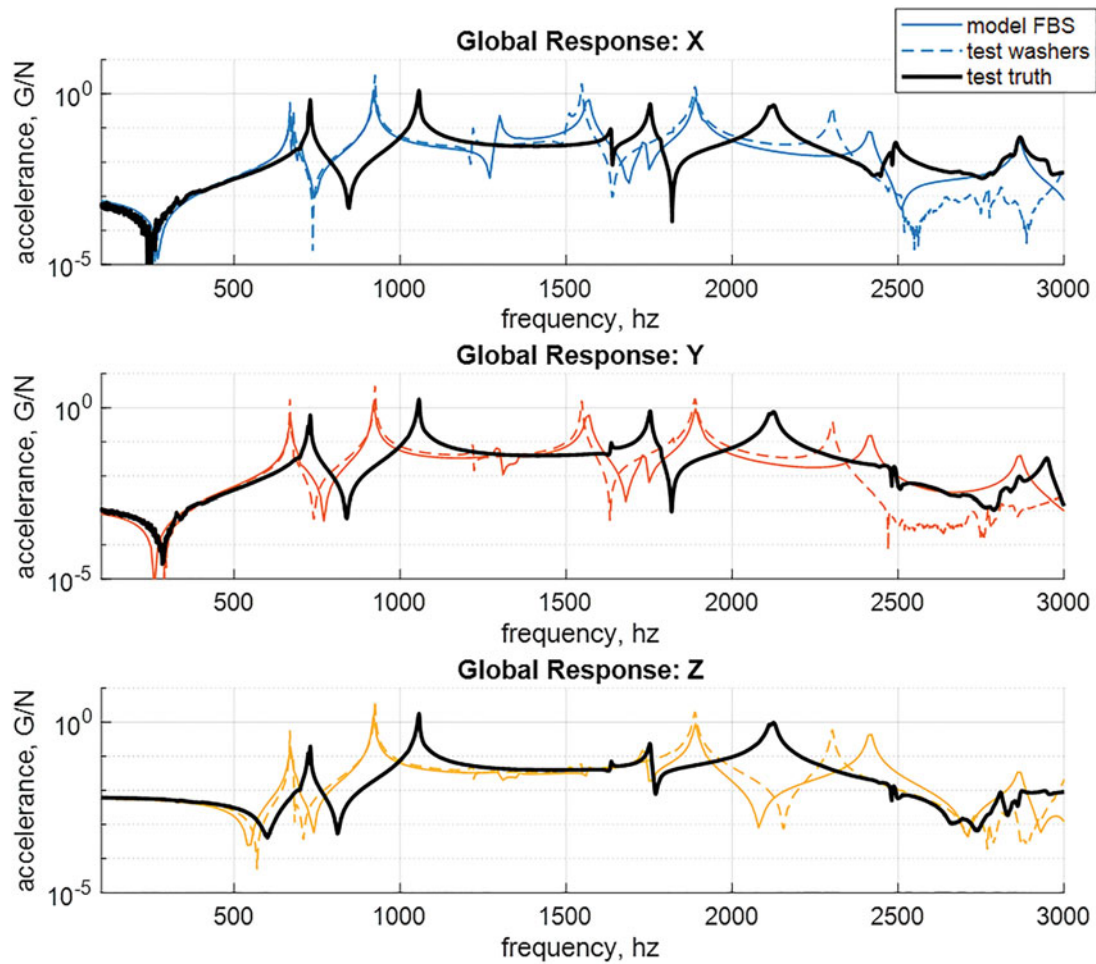 Global Response: X
model FBS
test washers
test truth
accelerance, G/N
10^0
10^-5
500 1000 1500 2000 2500 3000
frequency, hz
Global Response: Y
accelerance, G/N
10^0
10^-5
500 1000 1500 2000 2500 3000
frequency, hz
Global Response: Z
accelerance, G/N
10^0
10^-5
500 1000 1500 2000 2500 3000
frequency, hz